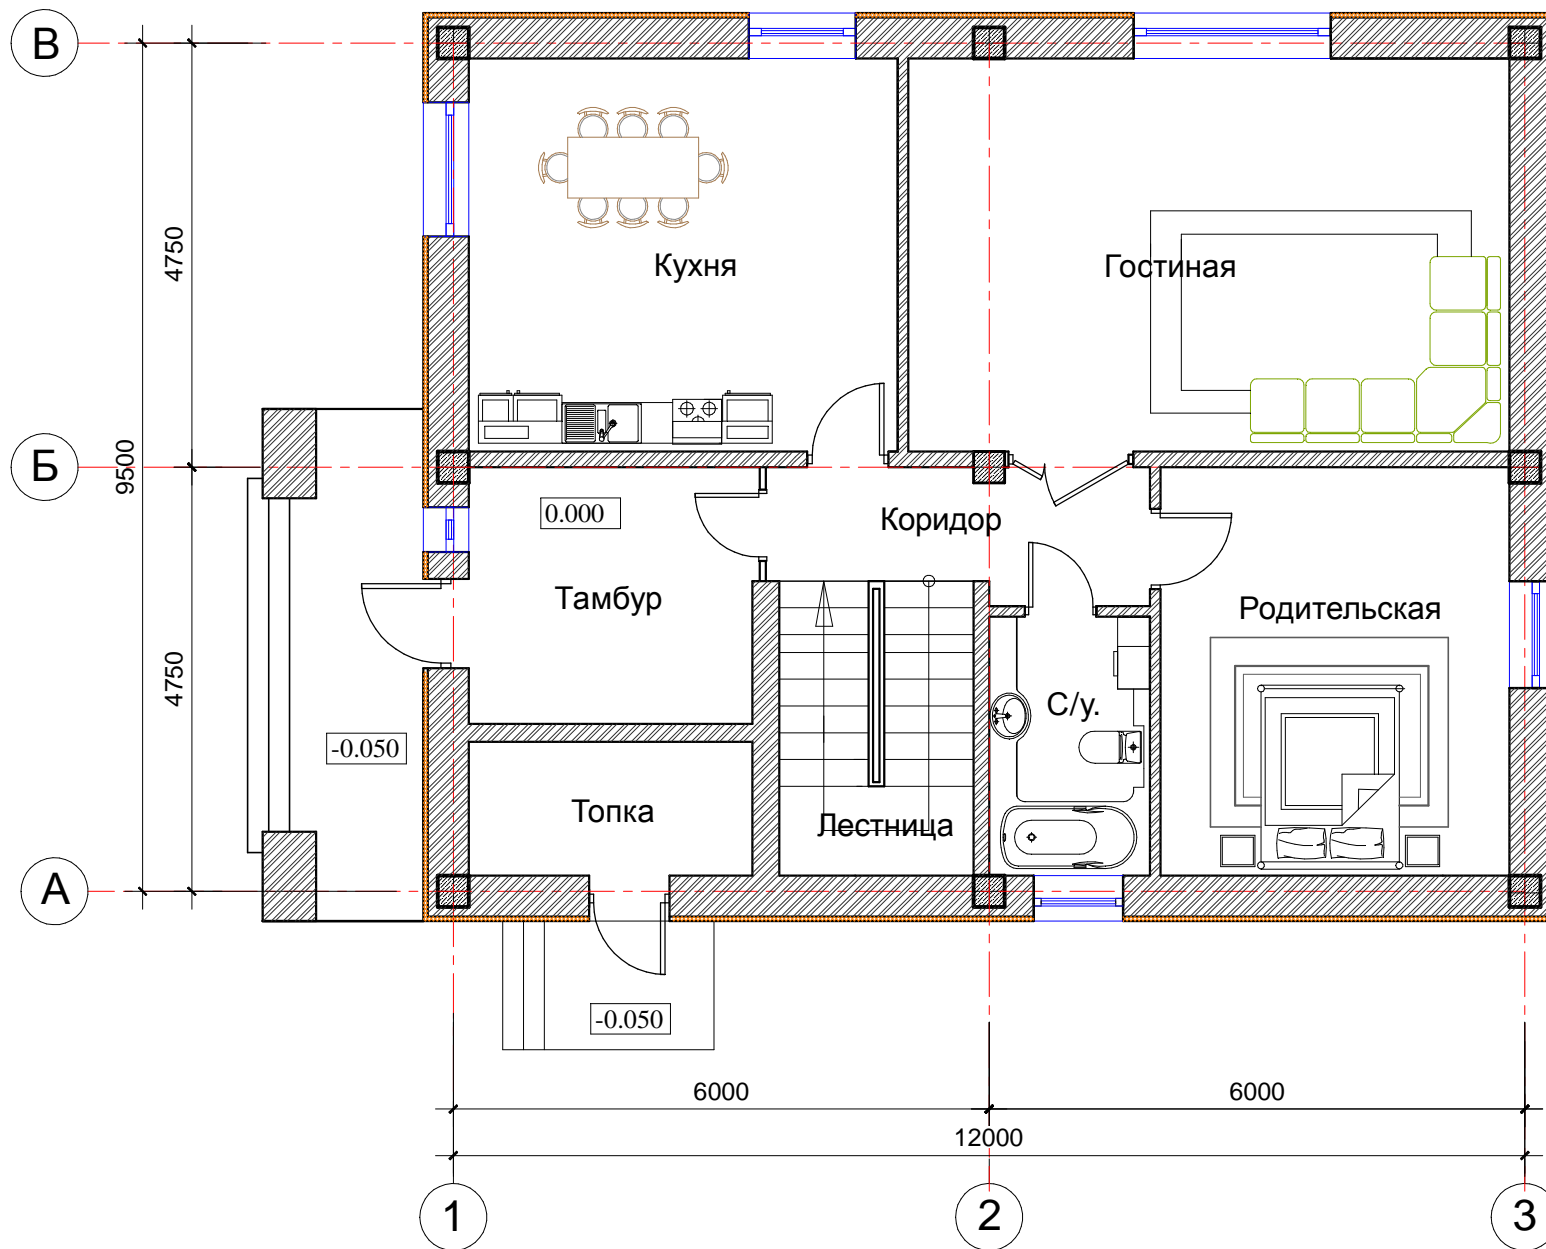 В
Кухня
Гостиная
4750
Б
9500
0.000
Коридор
Тамбур
Родительская
4750
С/у.
-0.050
Топка
Лестница
А
-0.050
6000
6000
12000
1
2
3